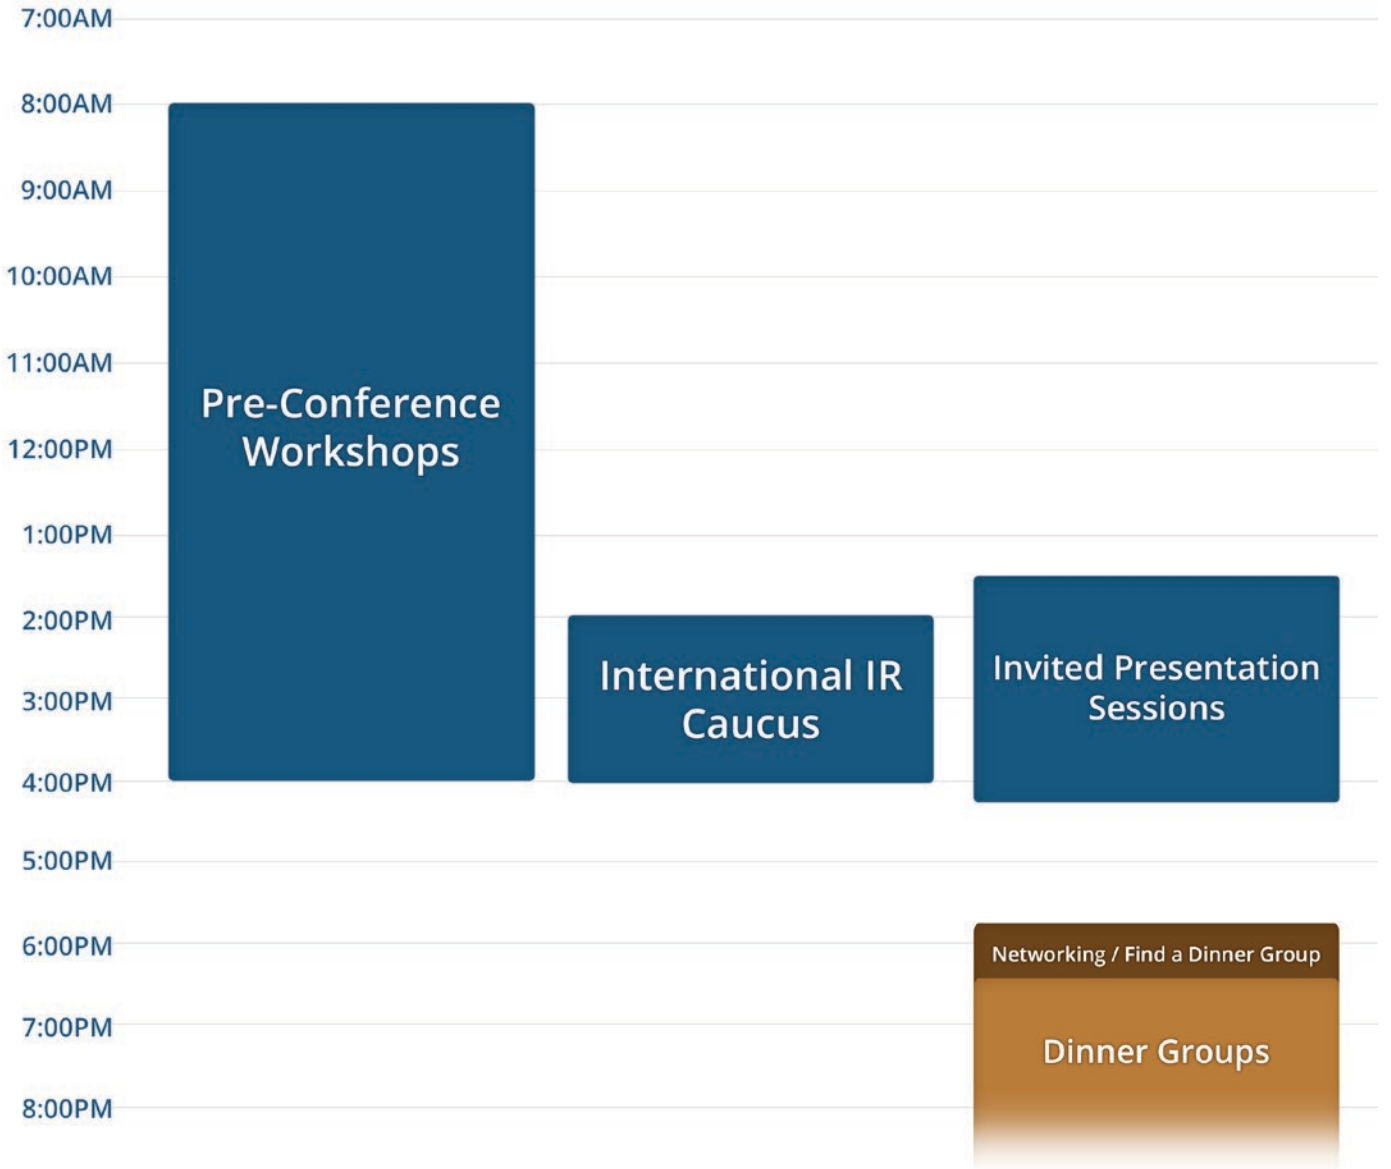 7:00AM
8:00AM
9:00AM
10:00AM
11:00AM
12:00PM
1:00PM
2:00PM
3:00PM
4:00PM
5:00PM
6:00PM
7:00PM
8:00PM
Pre-Conference
Workshops
International IR
Caucus
Invited Presentation
Sessions
Networking / Find a Dinner Group
Dinner Groups